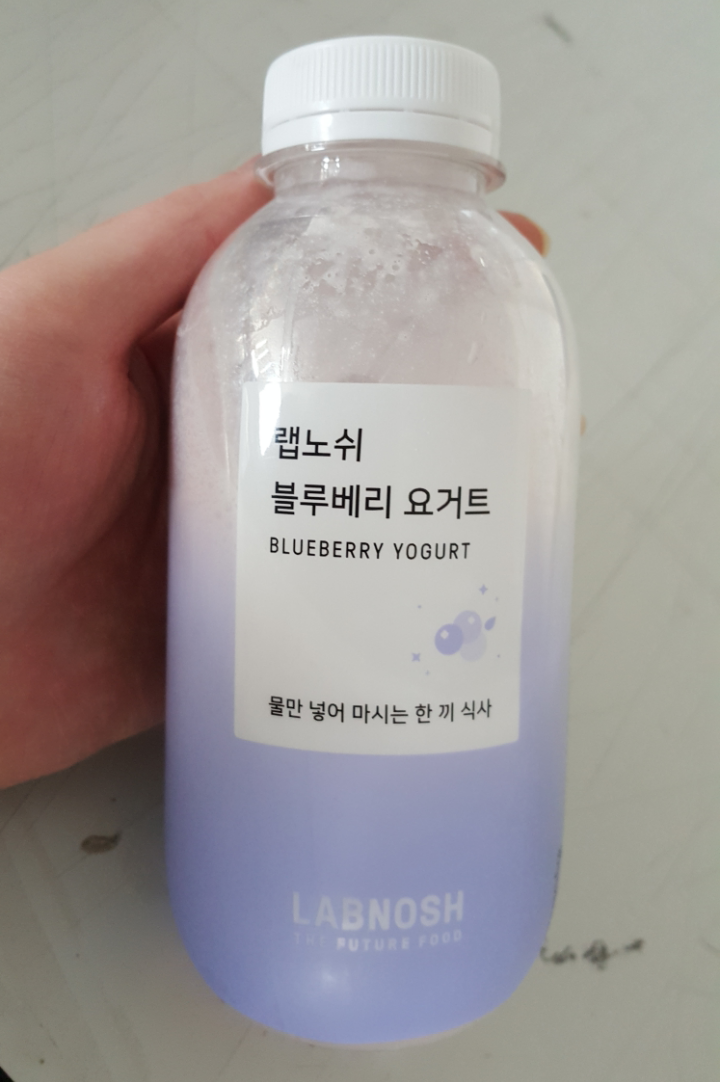 랩노쉬
블루베리 요거트
BLUEBERRY YOGURT
물만 넣어 마시는 한 끼 식사
LABNOSH
THE FUTURE FOOD